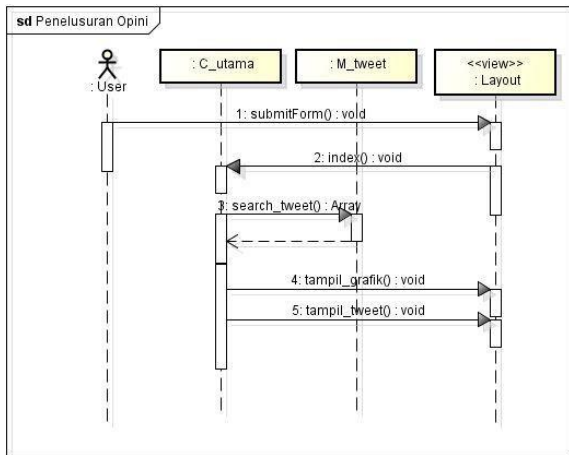 sd Penelusuran Opini
: User
: C_utama
: M_tweet
<<view>>
: Layout
1: submitForm() : void
2: index() : void
3: search_tweet() : Array
4: tampil_grafik() : void
5: tampil_tweet() : void